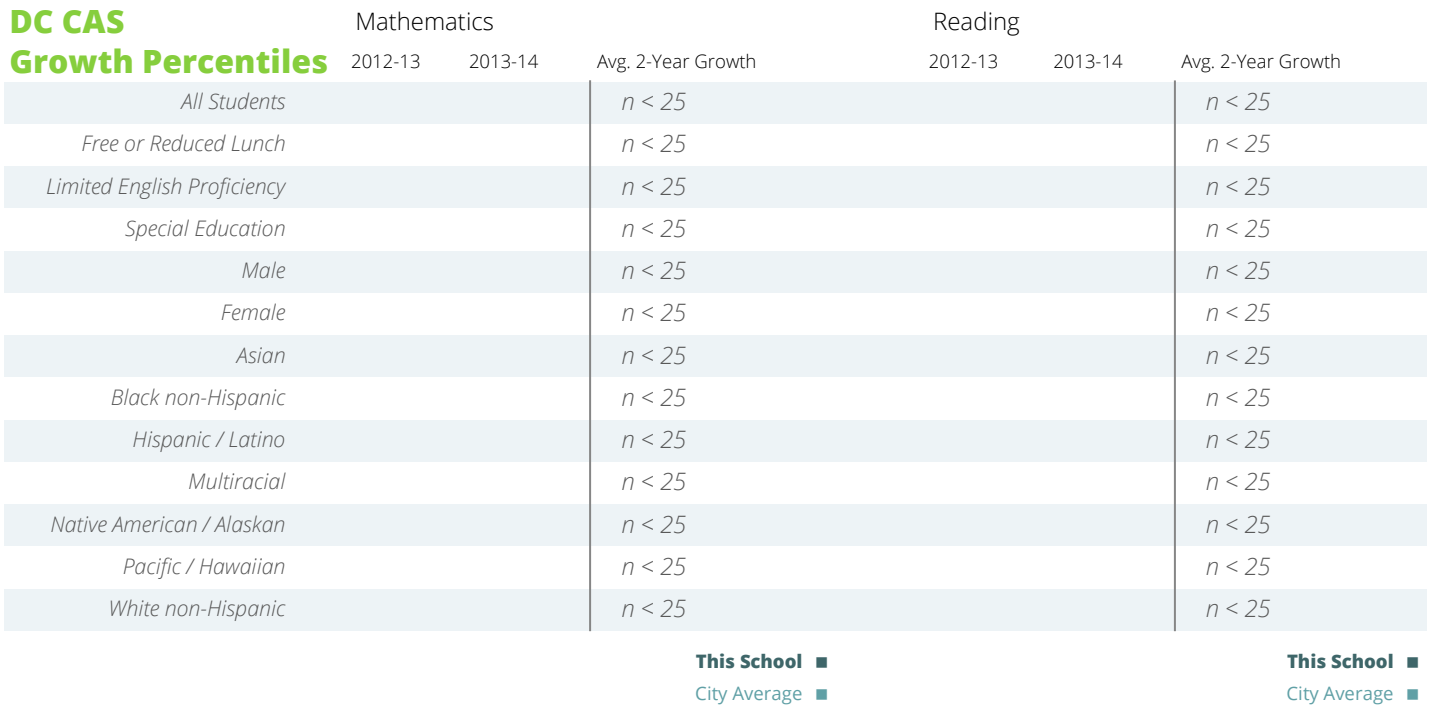 DC CAS Mathematics Reading
Growth Percentiles 2012-13 2013-14 Avg. 2-Year Growth 2012-13 2013-14 Avg. 2-Year Growth
All Students n < 25 n < 25
Free or Reduced Lunch n < 25 n < 25
Limited English Proficiency n < 25 n < 25
Special Education n < 25 n < 25
Male n < 25 n < 25
Female n < 25 n < 25
Asian n < 25 n < 25
Black non-Hispanic n < 25 n < 25
Hispanic / Latino n < 25 n < 25
Multiracial n < 25 n < 25
Native American / Alaskan n < 25 n < 25
Pacific / Hawaiian n < 25 n < 25
White non-Hispanic n < 25 n < 25
This School This School
City Average City Average